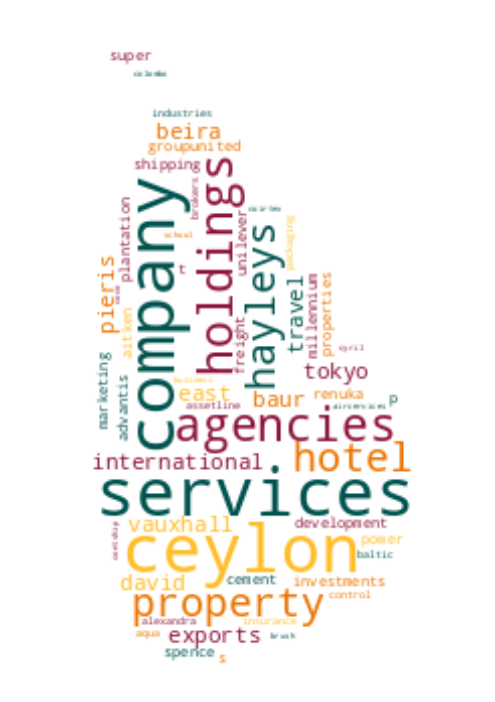 super
colombo
industries
beira
groupunited
shipping
company
holdings
brokers
plantation
unilever
hayleys
packaging
school
t
pieris
aitken
freight
travel
millennium
properties
cyril
tokyo
marketing
advantis
business
east
assetline
baur
renuka
airservices
p
agencies
international
hotel
services
vauxhall
development
ceylon
power
baltic
david
cement
investments
property
control
alexandra
insurance
aqua
exports
brush
spence
s